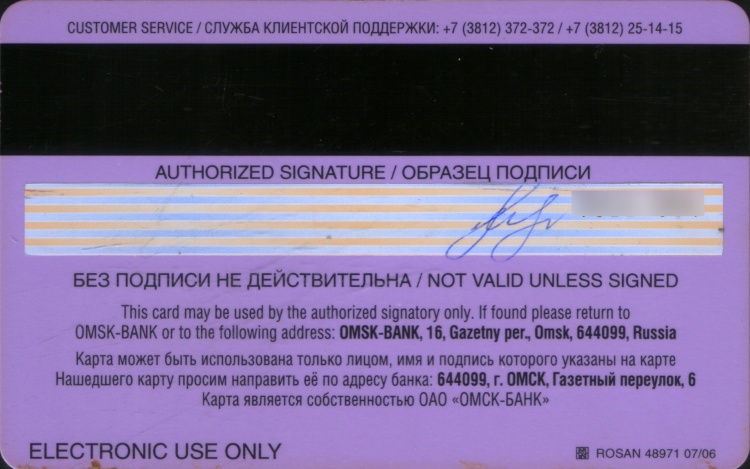 CUSTOMER SERVICE / СЛУЖБА КЛИЕНТСКОЙ ПОДДЕРЖКИ: +7 (3812) 372-372 / +7 (3812) 25-14-15
AUTHORIZED SIGNATURE / ОБРАЗЕЦ ПОДПИСИ
БЕЗ ПОДПИСИ НЕ ДЕЙСТВИТЕЛЬНА / NOT VALID UNLESS SIGNED
This card may be used by the authorized signatory only. If found please return to
OMSK-BANK or to the following address: OMSK-BANK, 16, Gazetny per., Omsk, 644099, Russia
Карта может быть использована только лицом, имя и подпись которого указаны на карте
Нашедшего карту просим направить её по адресу банка: 644099, г. ОМСК, Газетный переулок, 6
Карта является собственностью ОАО «ОМСК-БАНК»
ELECTRONIC USE ONLY
ROSAN 48971 07/06